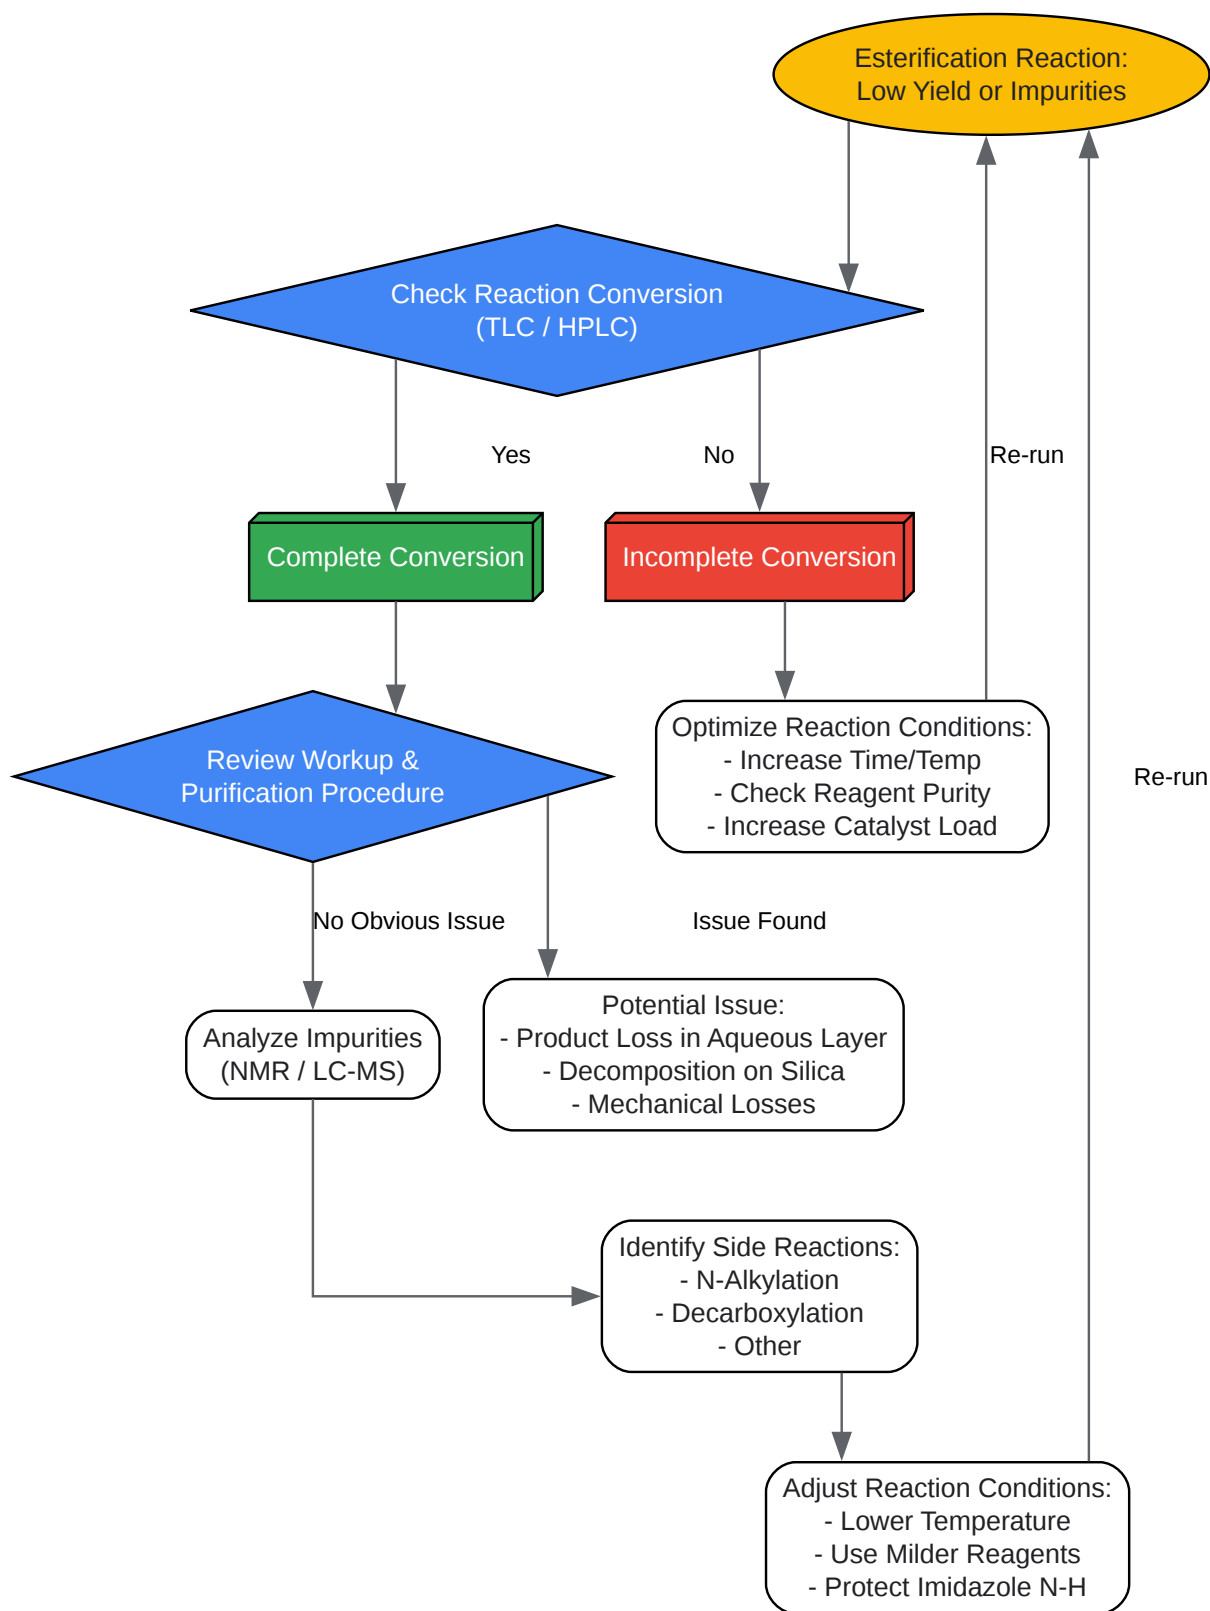 Esterification Reaction:
Low Yield or Impurities
Check Reaction Conversion
(TLC / HPLC)
Yes
No
Re-run
Complete Conversion
Incomplete Conversion
Optimize Reaction Conditions:
- Increase Time/Temp
- Check Reagent Purity
- Increase Catalyst Load
Review Workup &
Purification Procedure
Re-run
No Obvious Issue
Issue Found
Potential Issue:
- Product Loss in Aqueous Layer
- Decomposition on Silica
- Mechanical Losses
Analyze Impurities
(NMR / LC-MS)
Identify Side Reactions:
- N-Alkylation
- Decarboxylation
- Other
Adjust Reaction Conditions:
- Lower Temperature
- Use Milder Reagents
- Protect Imidazole N-H